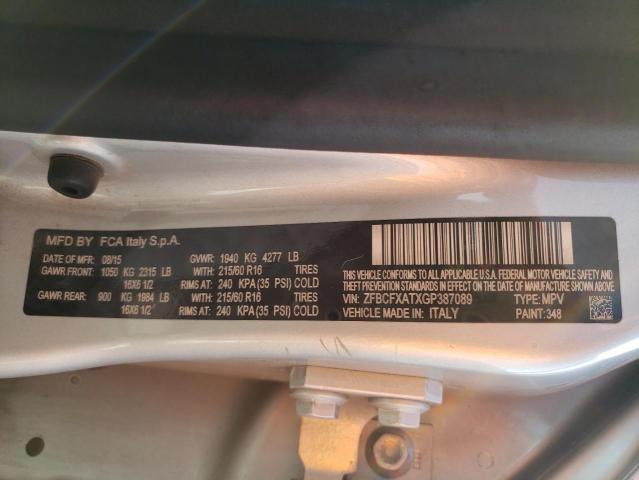 MFD BY FCA Italy S.p.A.
DATE OF MFR: 08/15 GVWR: 1940 KG 4277 LB
GAWR FRONT: 1050 KG 2315 LB WITH: 215/60 R16 TIRES
16X6 1/2" RIMS AT: 240 KPA(35 PSI) COLD
GAWR REAR: 900 KG 1984 LB WITH: 215/60 R16 TIRES
16X6 1/2" RIMS AT: 240 KPA(35 PSI) COLD
THIS VEHICLE CONFORMS TO ALL APPLICABLE U.S.A. FEDERAL MOTOR VEHICLE
SAFETY, BUMPER, AND THEFT PREVENTION STANDARDS IN EFFECT ON THE DATE OF
MANUFACTURE SHOWN ABOVE.
VIN: ZFBCFXATXGP387089 TYPE: MPV
VEHICLE MADE IN: ITALY PAINT: 348